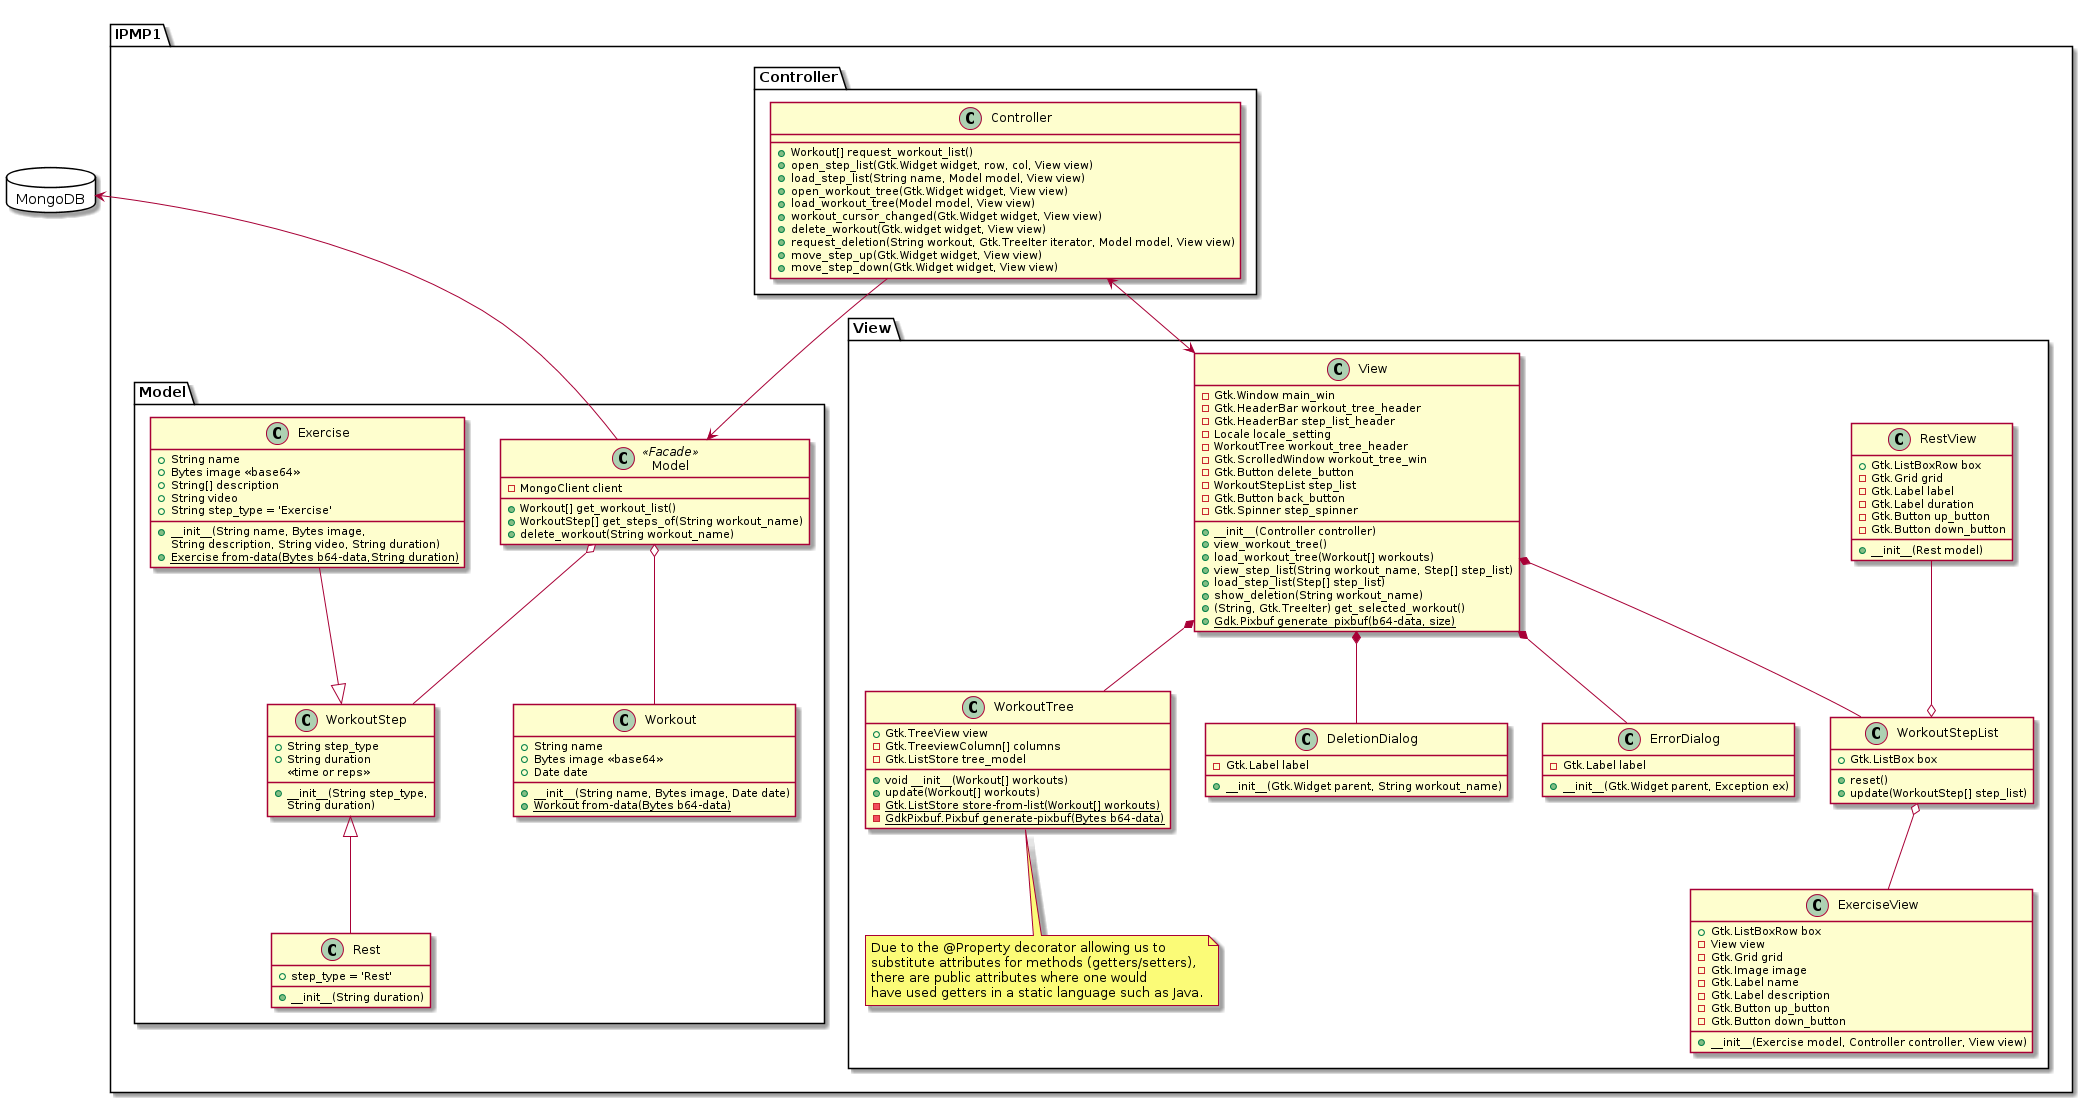 IPMP1
Controller
C Controller
Workout[] request_workout_list()
open_step_list(Gtk.Widget widget, row, col, View view)
load_step_list(String name, Model model, View view)
open_workout_tree(Gtk.Widget widget, View view)
load_workout_tree(Model model, View view)
workout_cursor_changed(Gtk.Widget widget, View view)
delete_workout(Gtk.widget widget, View view)
request_deletion(String workout, Gtk.TreeIter iterator, Model model, View view)
move_step_up(Gtk.Widget widget, View view)
move_step_down(Gtk.Widget widget, View view)
MongoDB
Model
C Exercise
String name
Bytes image «base64»
String[] description
String video
String step_type = 'Exercise'
__init__(String name, Bytes image,
String description, String video, String duration)
Exercise from-data(Bytes b64-data,String duration)
C «Facade»
Model
MongoClient client
Workout[] get_workout_list()
WorkoutStep[] get_steps_of(String workout_name)
delete_workout(String workout_name)
C WorkoutStep
String step_type
String duration
«time or reps»
__init__(String step_type,
String duration)
C Workout
String name
Bytes image «base64»
Date date
__init__(String name, Bytes image, Date date)
Workout from-data(Bytes b64-data)
C Rest
step_type = 'Rest'
__init__(String duration)
View
C View
Gtk.Window main_win
Gtk.HeaderBar workout_tree_header
Gtk.HeaderBar step_list_header
Locale locale_setting
WorkoutTree workout_tree_header
Gtk.ScrolledWindow workout_tree_win
Gtk.Button delete_button
WorkoutStepList step_list
Gtk.Button back_button
Gtk.Spinner step_spinner
__init__(Controller controller)
view_workout_tree()
load_workout_tree(Workout[] workouts)
view_step_list(String workout_name, Step[] step_list)
load_step_list(Step[] step_list)
show_deletion(String workout_name)
(String, Gtk.TreeIter) get_selected_workout()
Gdk.Pixbuf generate_pixbuf(b64-data, size)
C RestView
Gtk.ListBoxRow box
Gtk.Grid grid
Gtk.Label label
Gtk.Label duration
Gtk.Button up_button
Gtk.Button down_button
__init__(Rest model)
C WorkoutTree
Gtk.TreeView view
Gtk.TreeviewColumn[] columns
Gtk.ListStore tree_model
void __init__(Workout[] workouts)
update(Workout[] workouts)
Gtk.ListStore store-from-list(Workout[] workouts)
GdkPixbuf.Pixbuf generate-pixbuf(Bytes b64-data)
C DeletionDialog
Gtk.Label label
__init__(Gtk.Widget parent, String workout_name)
C ErrorDialog
Gtk.Label label
__init__(Gtk.Widget parent, Exception ex)
C WorkoutStepList
Gtk.ListBox box
reset()
update(WorkoutStep[] step_list)
Due to the @Property decorator allowing us to
substitute attributes for methods (getters/setters),
there are public attributes where one would
have used getters in a static language such as Java.
C ExerciseView
Gtk.ListBoxRow box
View view
Gtk.Grid grid
Gtk.Image image
Gtk.Label name
Gtk.Label description
Gtk.Button up_button
Gtk.Button down_button
__init__(Exercise model, Controller controller, View view)